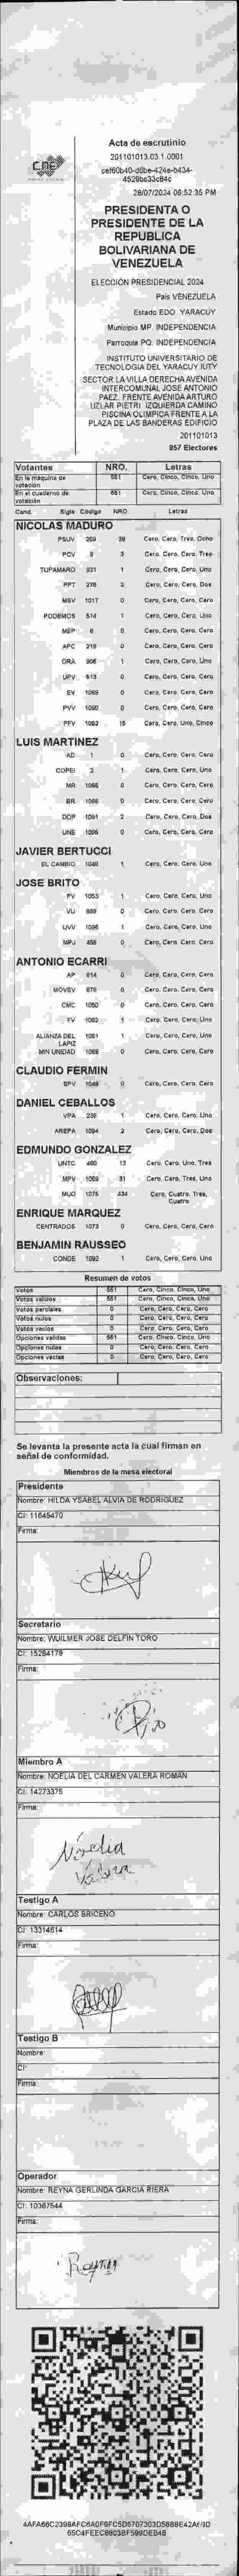 CNE
Acta de escrutinio
201101013.03.1.0001
28/07/2024 06:52:35 PM
PRESIDENTA O
PRESIDENTE DE LA
REPUBLICA
BOLIVARIANA DE
VENEZUELA
ELECCIÓN PRESIDENCIAL 2024
País VENEZUELA
Estado EDO. YARACUY
Municipio MP. INDEPENDENCIA
Parroquia PQ. INDEPENDENCIA
INSTITUTO UNIVERSITARIO DE
TECNOLOGIA DEL YARACUY IUTY
SECTOR LA VILLA DERECHA AVENIDA
INTERCOMUNAL JOSE ANTONIO
PAEZ. FRENTE AVENIDA ARTURO
UZLAR PIETRI. IZQUIERDA CAMINO
PISCINA OLIMPICA FRENTE A LA
PLAZA DE LAS BANDERAS EDIFICIO
201101013
957 Electores
Votantes NRO. Letras
En la máquina de votación 551 Cero, Cinco, Cinco, Uno
En el cuaderno de votación 551 Cero, Cinco, Cinco, Uno
Cand. Sigla Código NRO Letras
NICOLAS MADURO
PSUV 269 38 Cero, Cero, Tres, Ocho
PCV 3 Cero, Cero, Cero, Tres
TUPAMARO 931 1 Cero, Cero, Cero, Uno
PPT 276 2 Cero, Cero, Cero, Dos
MSV 1017 0 Cero, Cero, Cero, Cero
PODEMOS 514 1 Cero, Cero, Cero, Uno
MEP 6 0 Cero, Cero, Cero, Cero
APC 219 0 Cero, Cero, Cero, Cero
ORA 906 1 Cero, Cero, Cero, Uno
UPV 513 0 Cero, Cero, Cero, Cero
EV 1089 0 Cero, Cero, Cero, Cero
PVV 1090 0 Cero, Cero, Cero, Cero
PFV 1093 15 Cero, Cero, Uno, Cinco
LUIS MARTINEZ
AD 1 0 Cero, Cero, Cero, Cero
COPEI 3 1 Cero, Cero, Cero, Uno
MR 1065 0 Cero, Cero, Cero, Cero
BR 1066 0 Cero, Cero, Cero, Cero
DDP 1091 2 Cero, Cero, Cero, Dos
UNE 1095 0 Cero, Cero, Cero, Cero
JAVIER BERTUCCI
EL CAMBIO 1048 1 Cero, Cero, Cero, Uno
JOSE BRITO
PV 1053 1 Cero, Cero, Cero, Uno
VU 958 0 Cero, Cero, Cero, Cero
UVV 1096 1 Cero, Cero, Cero, Uno
MPJ 458 0 Cero, Cero, Cero, Cero
ANTONIO ECARRI
AP 914 0 Cero, Cero, Cero, Cero
MOVEV 878 0 Cero, Cero, Cero, Cero
CMC 1050 0 Cero, Cero, Cero, Cero
FV 1062 1 Cero, Cero, Cero, Uno
ALIANZA DEL LAPIZ 1051 1 Cero, Cero, Cero, Uno
MIN UNIDAD 1068 0 Cero, Cero, Cero, Cero
CLAUDIO FERMIN
SPV 1049 0 Cero, Cero, Cero, Cero
DANIEL CEBALLOS
VPA 235 1 Cero, Cero, Cero, Uno
AREPA 1094 2 Cero, Cero, Cero, Dos
EDMUNDO GONZALEZ
UNTC 460 13 Cero, Cero, Uno, Tres
MPV 1069 31 Cero, Cero, Tres, Uno
MUD 1075 434 Cero, Cuatro, Tres, Cuatro
ENRIQUE MARQUEZ
CENTRADOS 1073 0 Cero, Cero, Cero, Cero
BENJAMIN RAUSSEO
CONDE 1092 1 Cero, Cero, Cero, Uno
Resumen de votos
Votos 551 Cero, Cinco, Cinco, Uno
Votos validos 551 Cero, Cinco, Cinco, Uno
Votos parciales 0 Cero, Cero, Cero, Cero
Votos nulos 0 Cero, Cero, Cero, Cero
Votos vacios 0 Cero, Cero, Cero, Cero
Opciones validas 551 Cero, Cinco, Cinco, Uno
Opciones nulas 0 Cero, Cero, Cero, Cero
Opciones vacias 0 Cero, Cero, Cero, Cero
Observaciones:
Se levanta la presente acta la cual firman en
señal de conformidad.
Miembros de la mesa electoral
Presidente
Nombre: HILDA YSABEL ALVIA DE RODRIGUEZ
CI: 11645470
Firma:
Secretario
Nombre: WUILMER JOSE DELFIN TORO
CI: 15284179
Firma:
Miembro A
Nombre: NOELIA DEL CARMEN VALERA ROMAN
CI: 14273375
Firma:
Noelia
Valera
Testigo A
Nombre: CARLOS BRICEÑO
CI: 13314614
Firma:
Testigo B
Nombre:
CI:
Firma:
Operador
Nombre: REYNA GERLINDA GARCIA RIERA
CI: 10367544
Firma:
Reyna